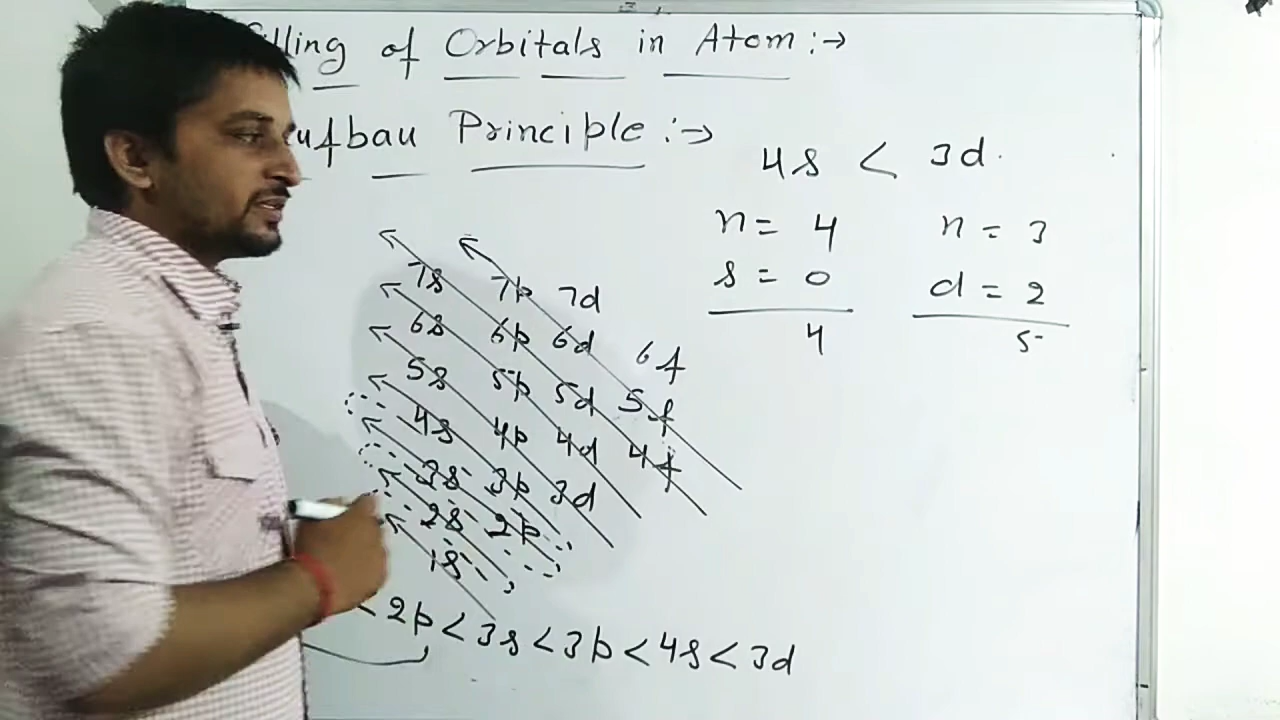 lling of Orbitals in Atom :→
ufbau Principle :→
4s < 3d.
n = 4 n = 3
s = 0 d = 2
4 5
7s 7p 7d
6s 6p 6d 6f
5s 5p 5d 5f
4s 4p 4d 4f
3s 3p 3d
2s 2p
1s
< 2p < 3s < 3p < 4s < 3d